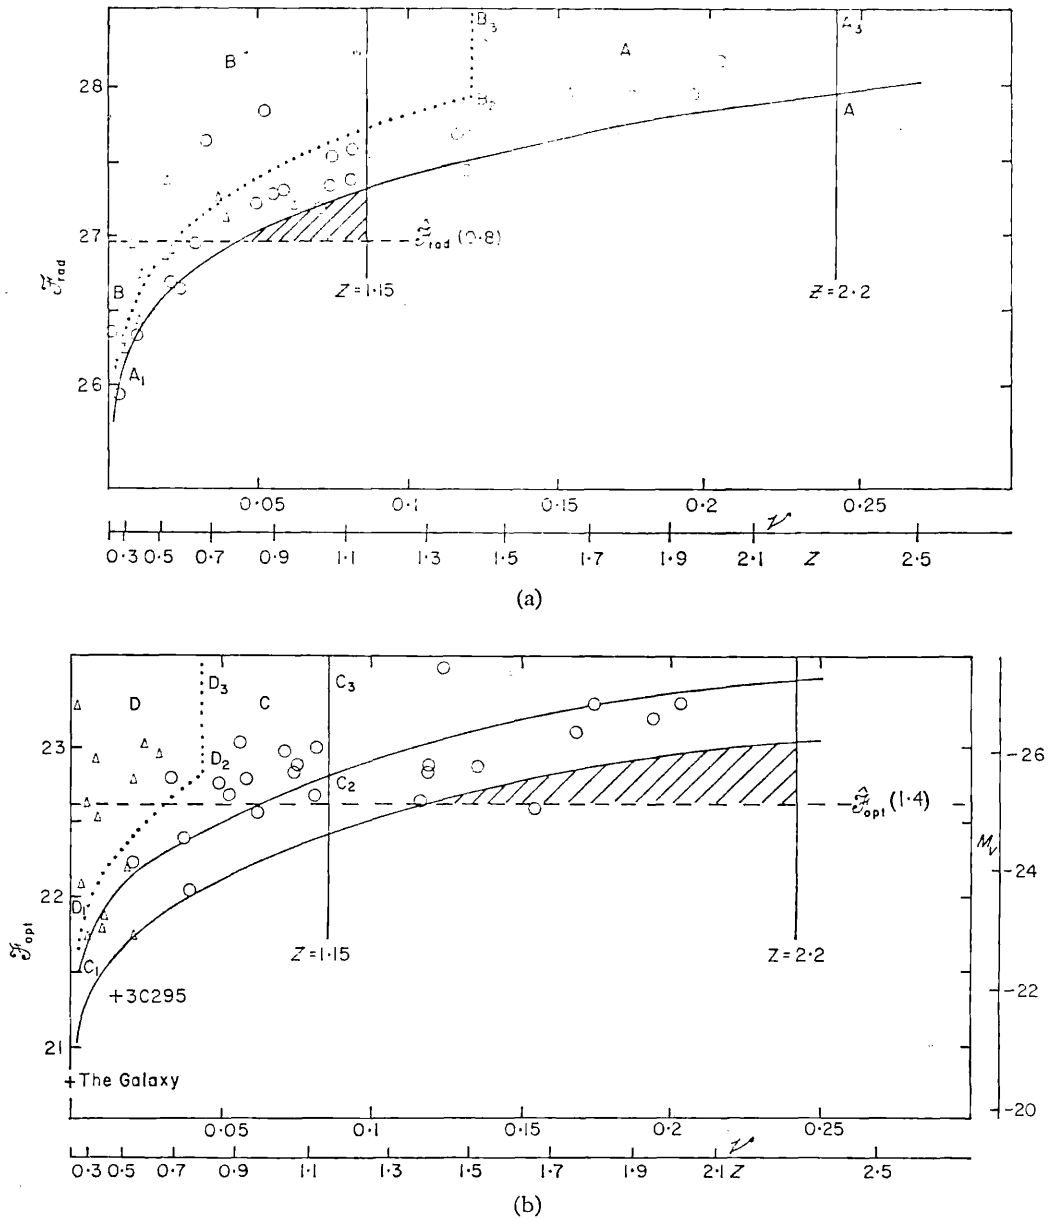 B
B₃
A
A₃
28
B₂
A
27
ℱ̂rad (0.8)
ℱrad
B
Z=1.15
Z=2.2
26
A₁
0.05 0.1 0.15 0.2 0.25
𝒱
0.3 0.5 0.7 0.9 1.1 1.3 1.5 1.7 1.9 2.1 Z 2.5
(a)
D D₃ C C₃
23
D₂
C₂
-26
ℱ̂opt (1.4)
Mᵥ
-24
22
D₁
ℱopt
C₁
Z=1.15
Z=2.2
+3C295
-22
21
+The Galaxy
-20
0.05 0.1 0.15 0.2 0.25
𝒱
0.3 0.5 0.7 0.9 1.1 1.3 1.5 1.7 1.9 2.1 Z 2.5
(b)